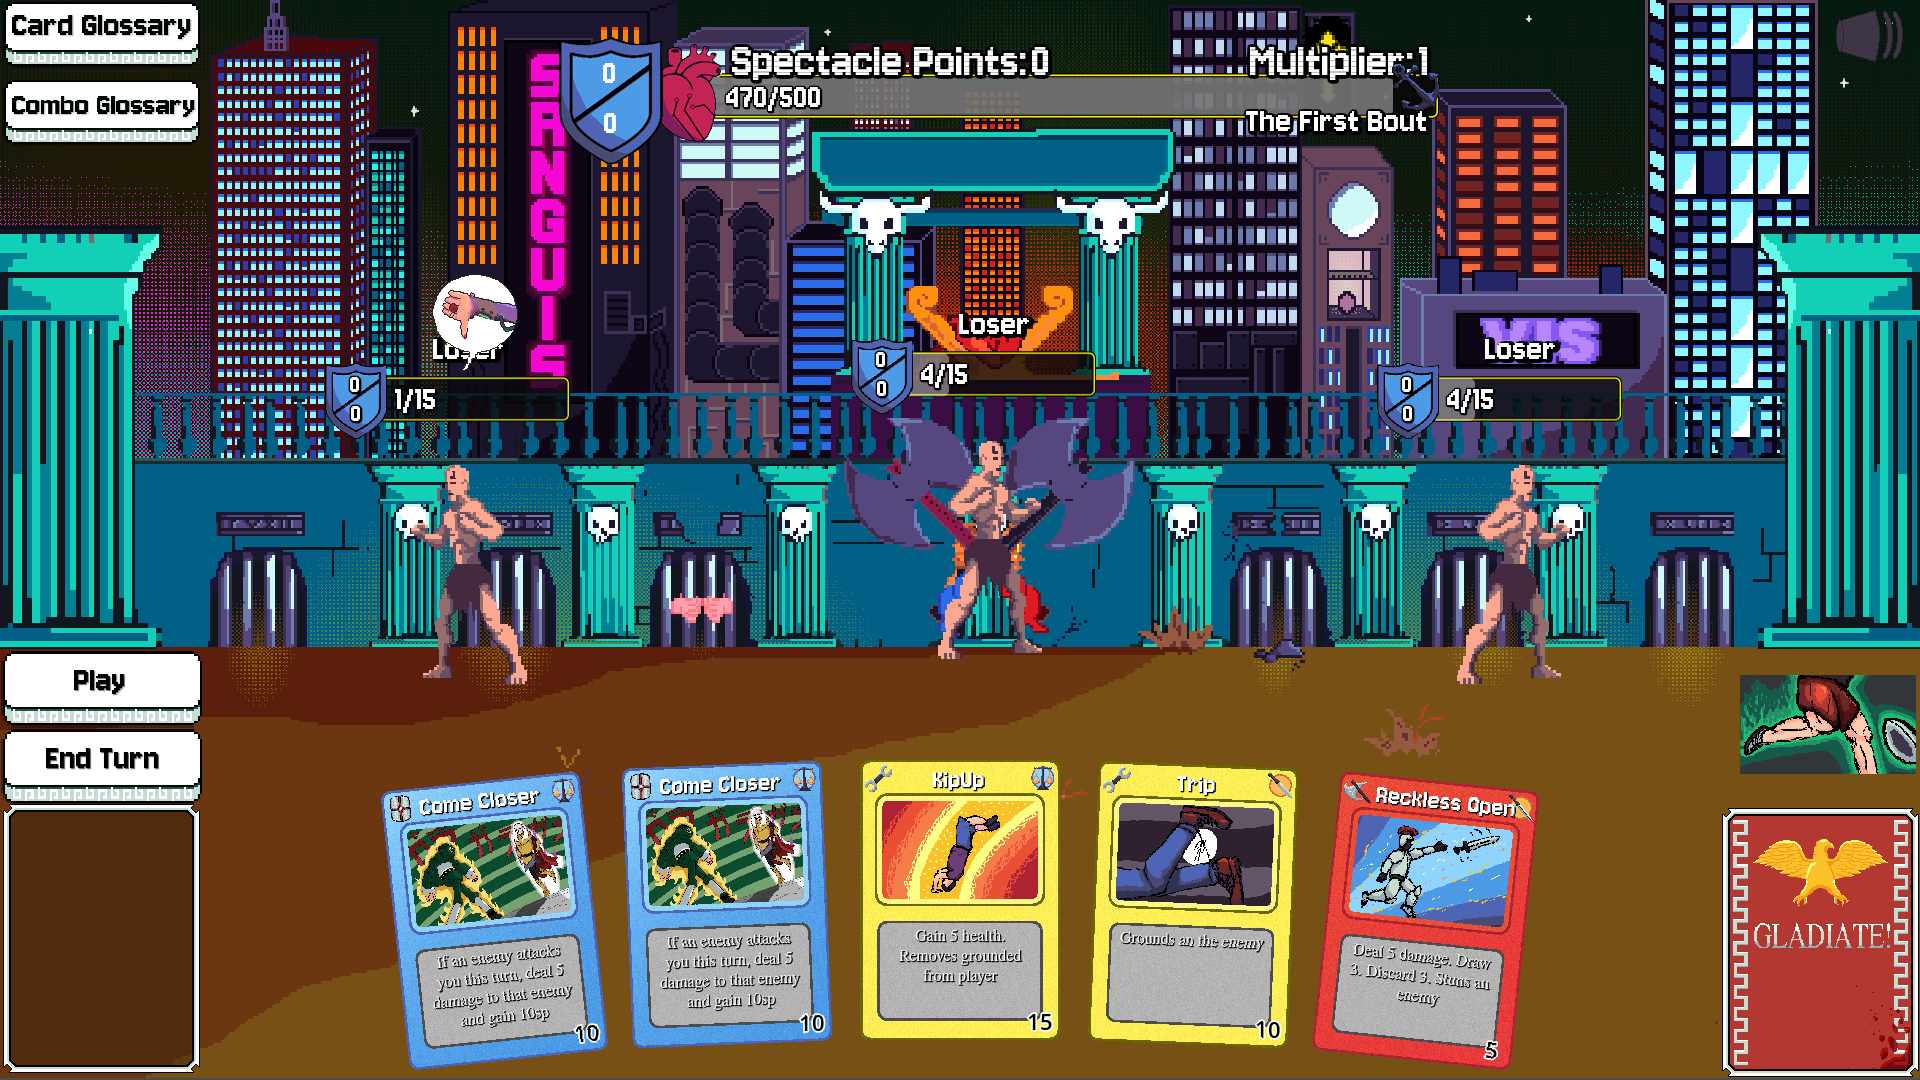 Card Glossary
Combo Glossary
SANGUIS
0
0
Spectacle Points:0
Multiplier:1
470/500
The First Bout
Loser
0
0
1/15
Loser
0
0
4/15
VIS
Loser
0
0
4/15
Play
End Turn
Come Closer
If an enemy attacks
you this turn, deal 5
damage to that enemy
and gain 10sp
10
Come Closer
If an enemy attacks
you this turn, deal 5
damage to that enemy
and gain 10sp
10
KipUp
Gain 5 health.
Removes grounded
from player
15
Trip
Grounds an the enemy
10
Reckless Open
Deal 5 damage. Draw
3. Discard 3. Stuns an
enemy
5
GLADIATE!